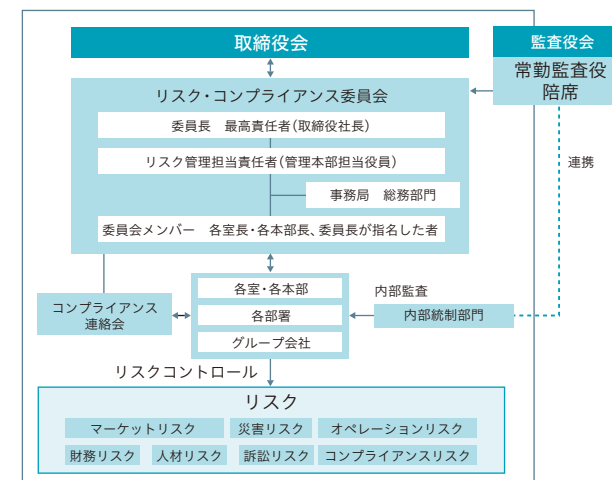 取締役会
監査役会
常勤監査役
陪席
リスク・コンプライアンス委員会
委員長　最高責任者(取締役社長)
リスク管理担当責任者(管理本部担当役員)
事務局　総務部門
委員会メンバー　各室長・各本部長、委員長が指名した者
連携
コンプライアンス
連絡会
各室・各本部
各部署
グループ会社
内部監査
内部統制部門
リスクコントロール
リスク
マーケットリスク
災害リスク
オペレーションリスク
財務リスク
人材リスク
訴訟リスク
コンプライアンスリスク